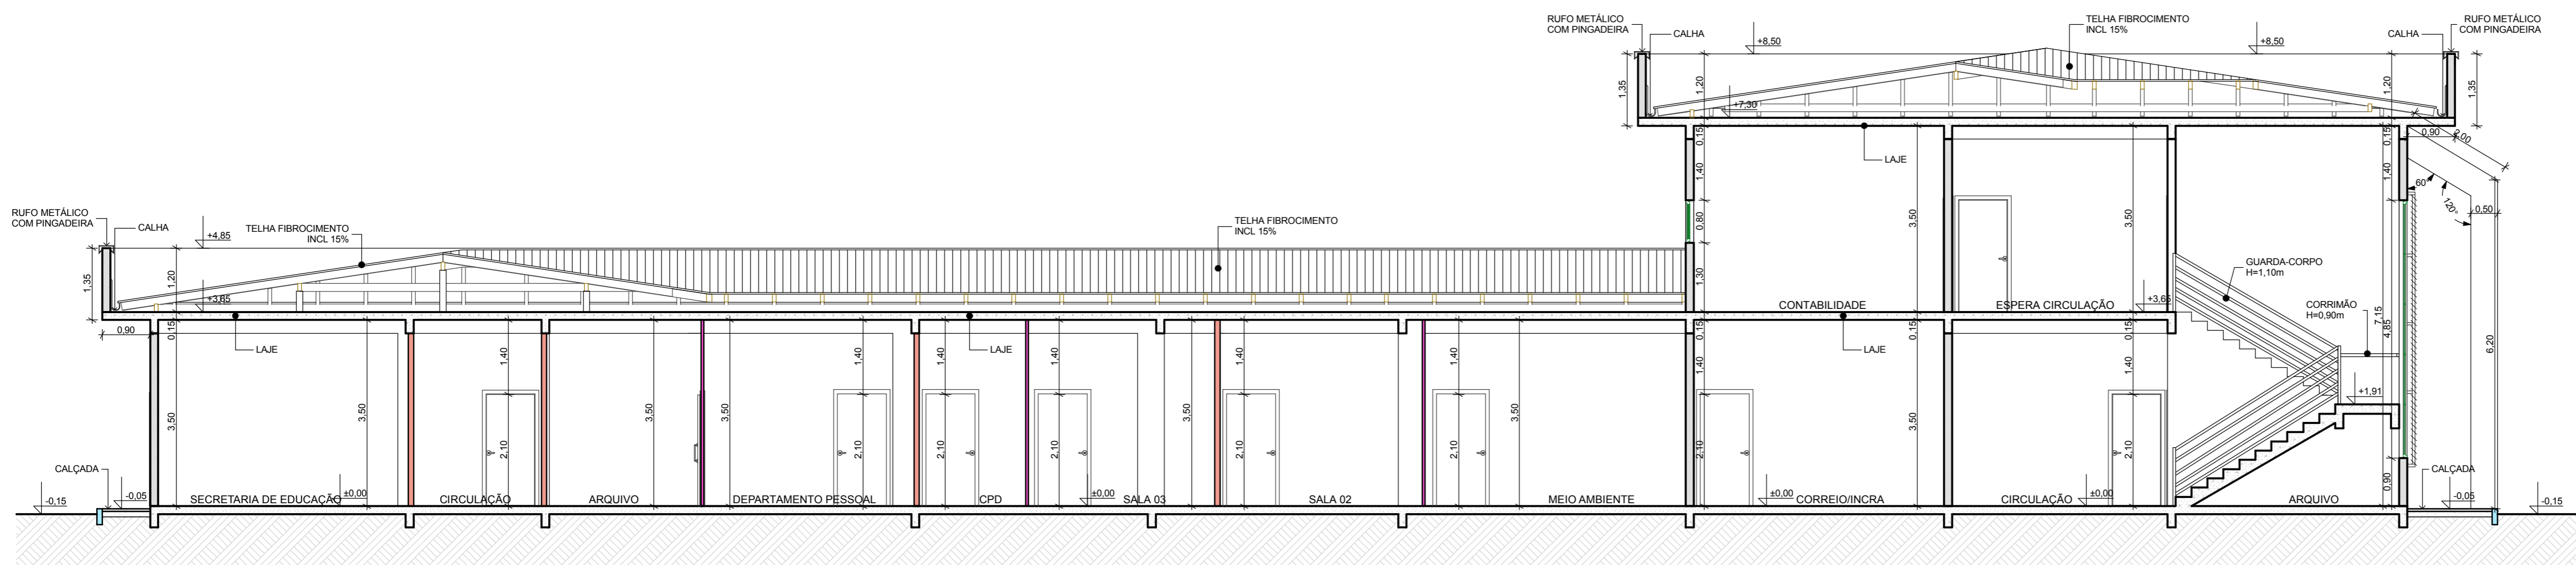 RUFO METÁLICO
COM PINGADEIRA
CALHA
+8,50
TELHA FIBROCIMENTO
INCL 15%
+8,50
CALHA
RUFO METÁLICO
COM PINGADEIRA
1,35
1,20
+7,30
1,20
1,35
0,15
LAJE
0,15
0,90
2,00
1,40
3,50
3,50
1,40
60°
120°
0,50
0,80
1,30
RUFO METÁLICO
COM PINGADEIRA
CALHA
+4,85
TELHA FIBROCIMENTO
INCL 15%
TELHA FIBROCIMENTO
INCL 15%
1,35
1,20
+3,65
0,90
0,15
LAJE
LAJE
CONTABILIDADE
ESPERA CIRCULAÇÃO
+3,65
GUARDA-CORPO
H=1,10m
CORRIMÃO
H=0,90m
7,15
4,85
6,20
0,15
LAJE
0,15
0,15
1,40
1,40
1,40
1,40
1,40
1,40
1,40
1,40
3,50
3,50
3,50
3,50
3,50
3,50
3,50
2,10
2,10
2,10
2,10
2,10
2,10
2,10
2,10
+1,91
0,90
CALÇADA
-0,15
-0,05
SECRETARIA DE EDUCAÇÃO
±0,00
CIRCULAÇÃO
ARQUIVO
DEPARTAMENTO PESSOAL
CPD
±0,00
SALA 03
SALA 02
MEIO AMBIENTE
±0,00
CORREIO/INCRA
CIRCULAÇÃO
±0,00
ARQUIVO
CALÇADA
-0,05
-0,15